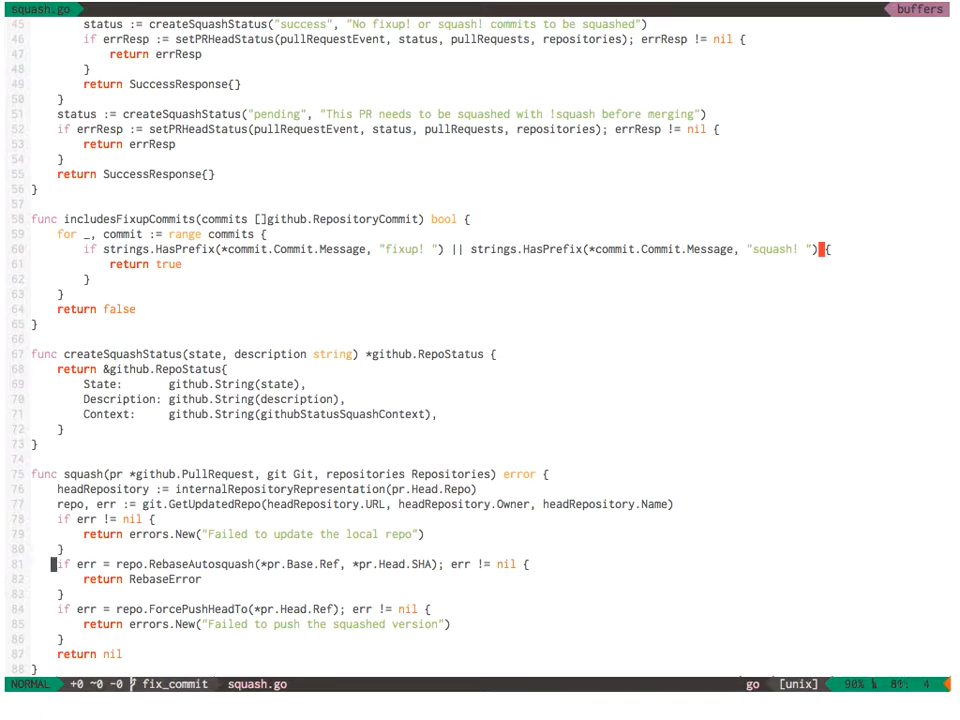 squash.go buffers
45 status := createSquashStatus("success", "No fixup! or squash! commits to be squashed")
46 if errResp := setPRHeadStatus(pullRequestEvent, status, pullRequests, repositories); errResp != nil {
47 return errResp
48 }
49 return SuccessResponse{}
50 }
51 status := createSquashStatus("pending", "This PR needs to be squashed with !squash before merging")
52 if errResp := setPRHeadStatus(pullRequestEvent, status, pullRequests, repositories); errResp != nil {
53 return errResp
54 }
55 return SuccessResponse{}
56 }
57
58 func includesFixupCommits(commits []github.RepositoryCommit) bool {
59 for _, commit := range commits {
60 if strings.HasPrefix(*commit.Commit.Message, "fixup! ") || strings.HasPrefix(*commit.Commit.Message, "squash! ") {
61 return true
62 }
63 }
64 return false
65 }
66
67 func createSquashStatus(state, description string) *github.RepoStatus {
68 return &github.RepoStatus{
69 State: github.String(state),
70 Description: github.String(description),
71 Context: github.String(githubStatusSquashContext),
72 }
73 }
74
75 func squash(pr *github.PullRequest, git Git, repositories Repositories) error {
76 headRepository := internalRepositoryRepresentation(pr.Head.Repo)
77 repo, err := git.GetUpdatedRepo(headRepository.URL, headRepository.Owner, headRepository.Name)
78 if err != nil {
79 return errors.New("Failed to update the local repo")
80 }
81 if err = repo.RebaseAutosquash(*pr.Base.Ref, *pr.Head.SHA); err != nil {
82 return RebaseError
83 }
84 if err = repo.ForcePushHeadTo(*pr.Head.Ref); err != nil {
85 return errors.New("Failed to push the squashed version")
86 }
87 return nil
88 }
NORMAL +0 ~0 -0 fix_commit squash.go go [unix] 90% 81: 4